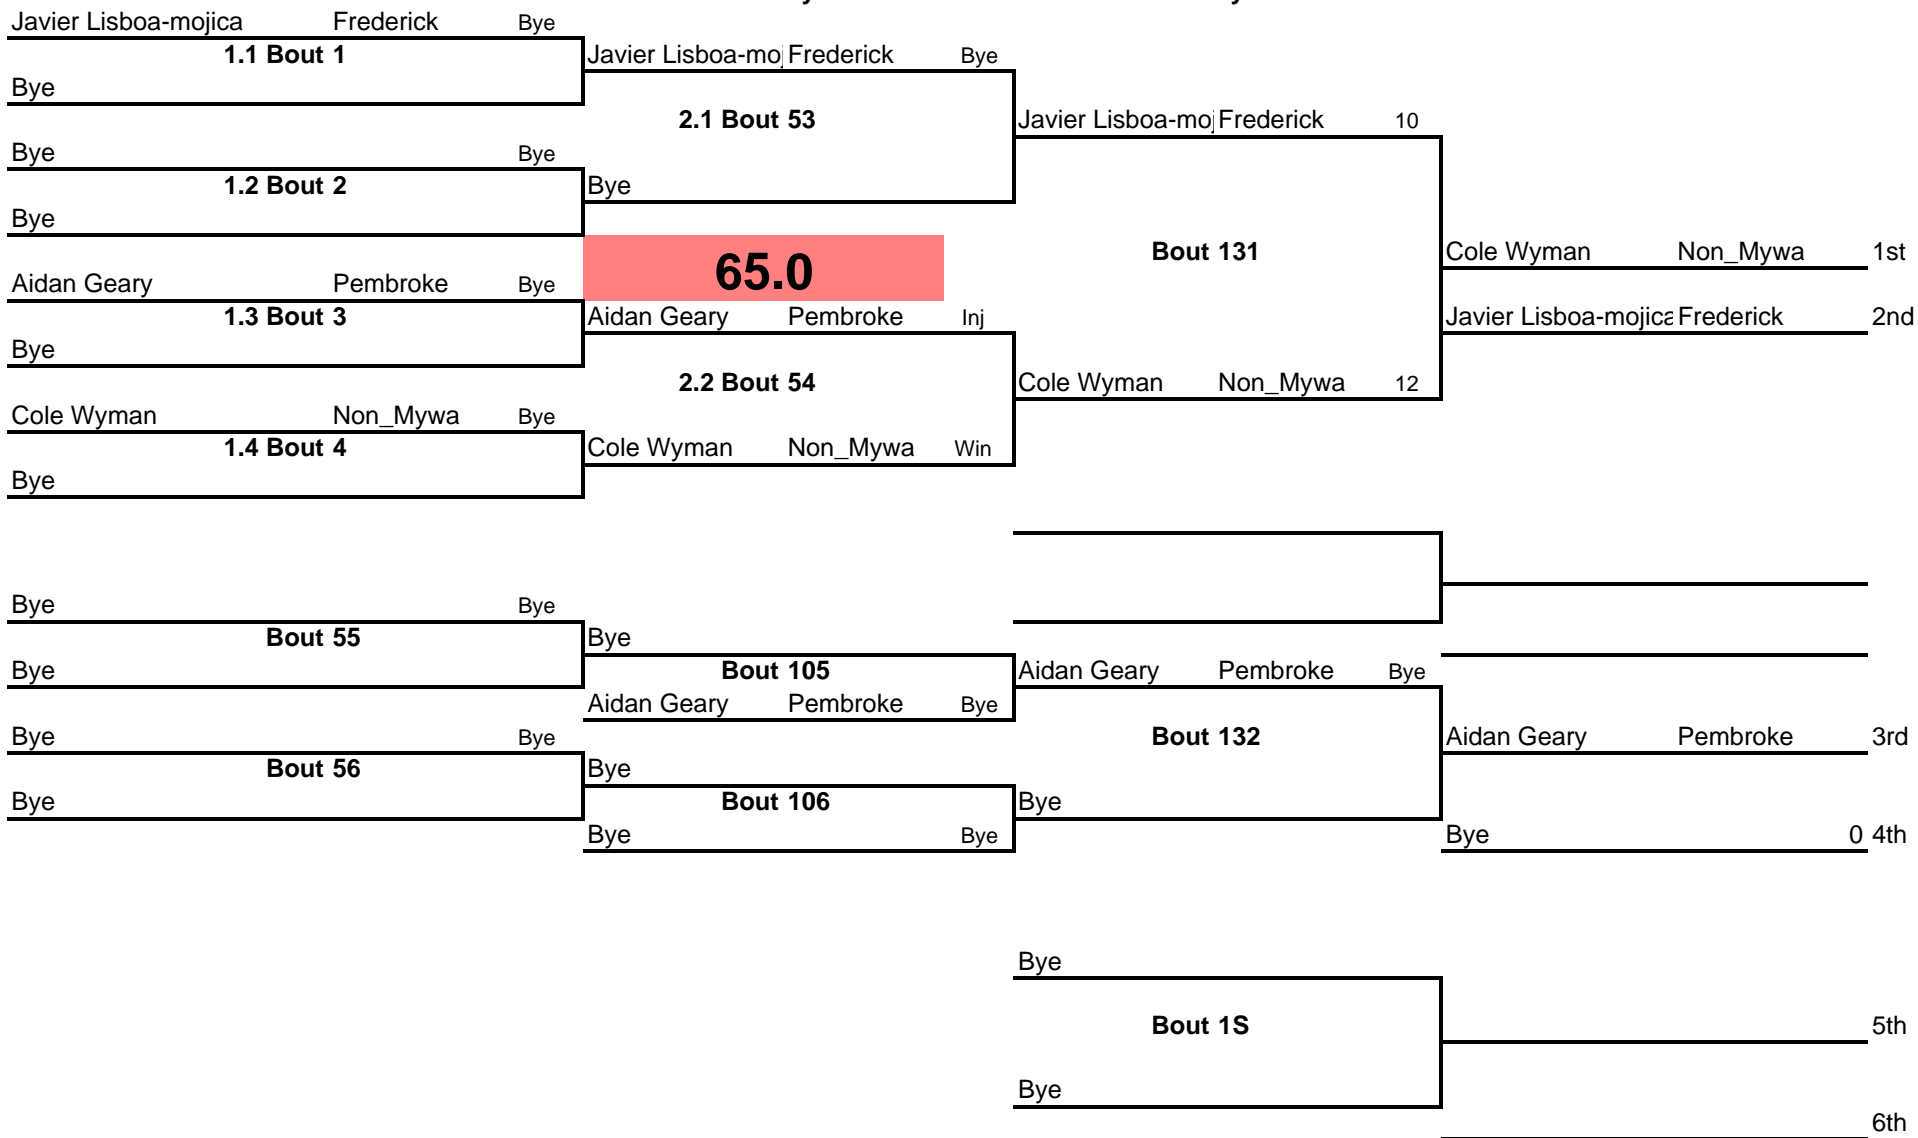 Javier Lisboa-mojica Frederick Bye
1.1 Bout 1 Javier Lisboa-moj Frederick Bye
Bye
2.1 Bout 53 Javier Lisboa-moj Frederick 10
Bye Bye
1.2 Bout 2 Bye
Bye
65.0 Bout 131 Cole Wyman Non_Mywa 1st
Aidan Geary Pembroke Bye
1.3 Bout 3 Aidan Geary Pembroke Inj Javier Lisboa-mojica Frederick 2nd
Bye
2.2 Bout 54 Cole Wyman Non_Mywa 12
Cole Wyman Non_Mywa Bye
1.4 Bout 4 Cole Wyman Non_Mywa Win
Bye
Bye Bye
Bout 55 Bye
Bye Bout 105 Aidan Geary Pembroke Bye
Aidan Geary Pembroke Bye
Bye Bye Bout 132 Aidan Geary Pembroke 3rd
Bout 56 Bye
Bye Bout 106 Bye
Bye Bye Bye 0 4th
Bye
Bout 1S 5th
Bye
6th